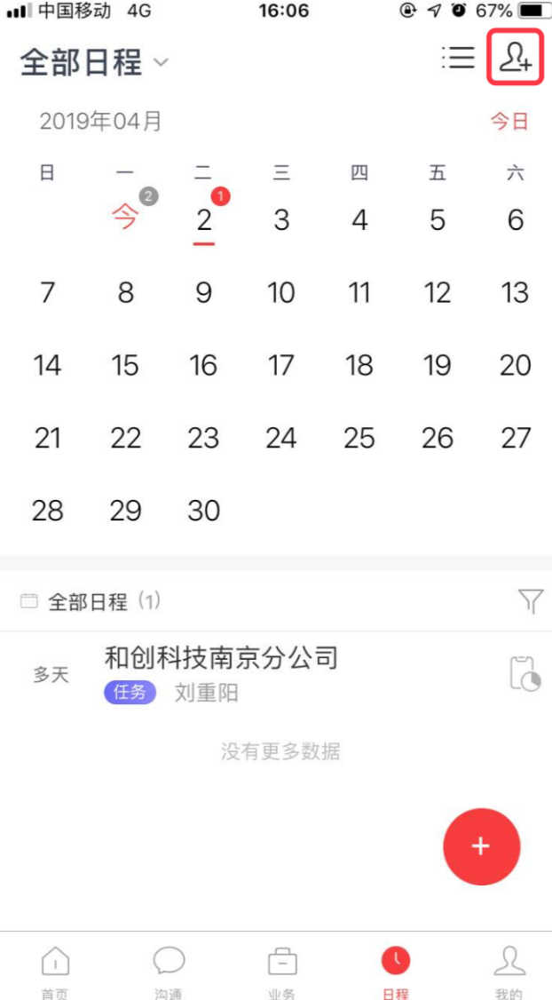 中国移动 4G 16:06 67%
全部日程
2019年04月 今日
日 一 二 三 四 五 六
2 1
今 2 3 4 5 6
7 8 9 10 11 12 13
14 15 16 17 18 19 20
21 22 23 24 25 26 27
28 29 30
全部日程 (1)
和创科技南京分公司
多天
任务 刘重阳
没有更多数据
+
首页 沟通 业务 日程 我的